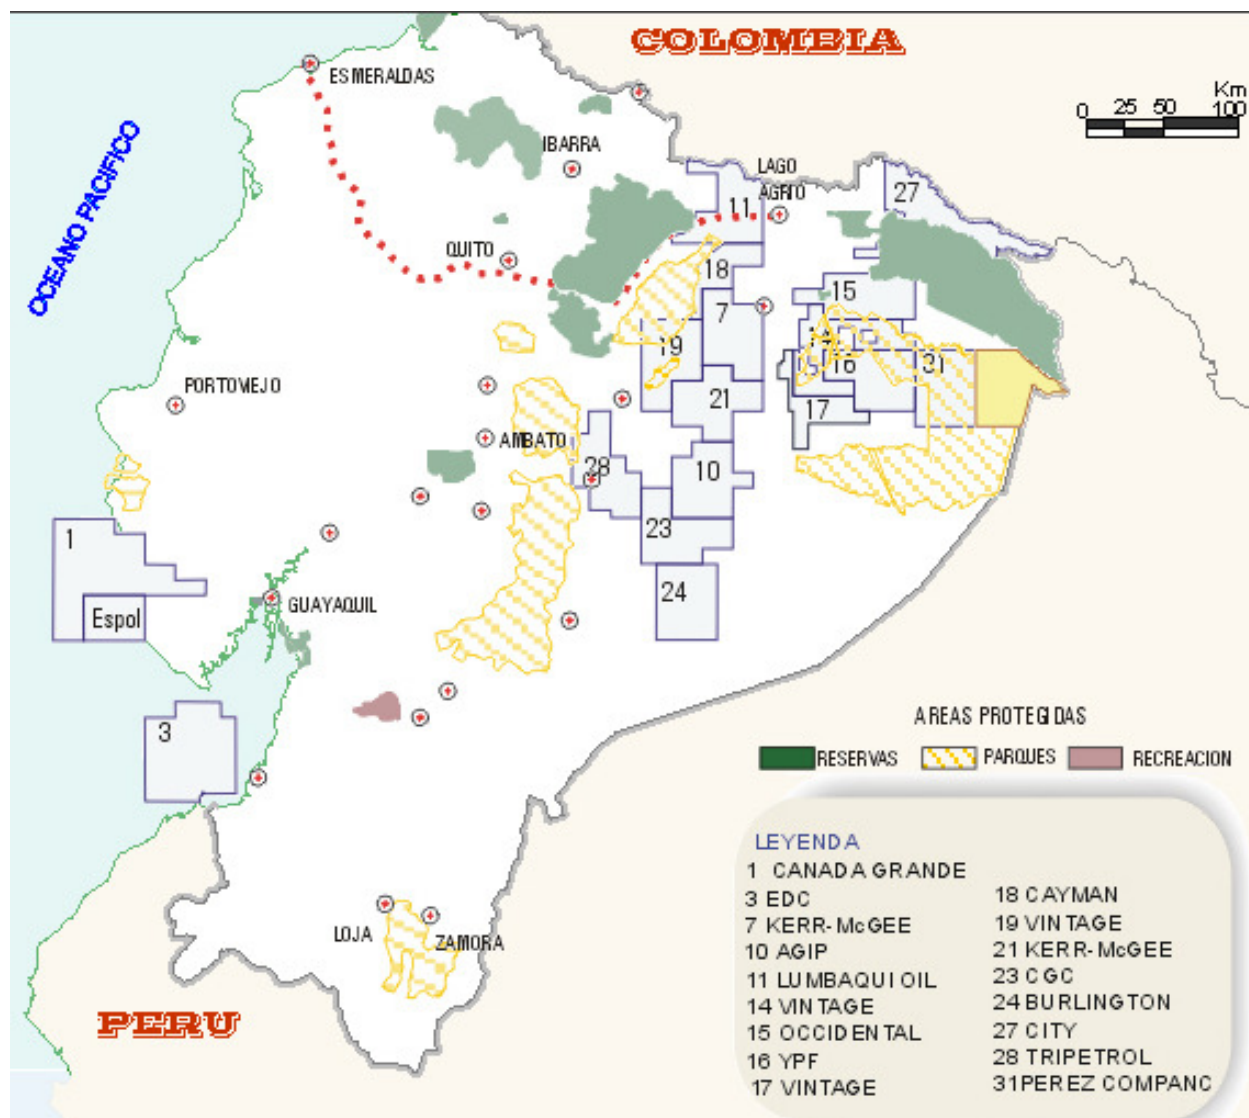 COLOMBIA
Km
0 25 50 100
ESMERALDAS
OCEANO PACIFICO
IBARRA
LAGO
AGRIO
11
27
QUITO
18
15
7
14
19
16
31
PORTOVIEJO
21
17
AMBATO
28
10
23
1
24
Espol
GUAYAQUIL
3
AREAS PROTEGIDAS
RESERVAS PARQUES RECREACION
LOJA
ZAMORA
PERU
LEYENDA
1 CANADA GRANDE
3 EDC
7 KERR-McGEE
10 AGIP
11 LUMBAQUI OIL
14 VINTAGE
15 OCCIDENTAL
16 YPF
17 VINTAGE
18 CAYMAN
19 VINTAGE
21 KERR-McGEE
23 CGC
24 BURLINGTON
27 CITY
28 TRIPETROL
31PEREZ COMPANC